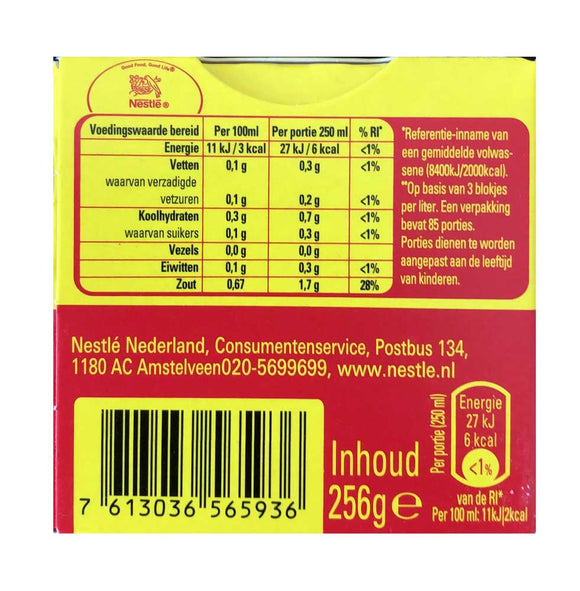 Good Food, Good Life®
Nestlé®
Voedingswaarde bereid Per 100ml Per portie 250 ml % RI*
Energie 11 kJ / 3 kcal 27 kJ / 6 kcal <1%
Vetten 0,1 g 0,3 g <1%
waarvan verzadigde
vetzuren 0,1 g 0,2 g <1%
Koolhydraten 0,3 g 0,7 g <1%
waarvan suikers 0,1 g 0,3 g <1%
Vezels 0,0 g 0,0 g
Eiwitten 0,1 g 0,3 g <1%
Zout 0,67 1,7 g 28%
*Referentie-inname van
een gemiddelde volwas-
sene (8400kJ/2000kcal).
**Op basis van 3 blokjes
per liter. Een verpakking
bevat 85 porties.
Porties dienen te worden
aangepast aan de leeftijd
van kinderen.
Nestlé Nederland, Consumentenservice, Postbus 134,
1180 AC Amstelveen020-5699699, www.nestle.nl
7 613036 565936
Inhoud
256g e
Per portie (250 ml)
Energie
27 kJ
6 kcal
<1%
van de RI*
Per 100 ml: 11kJ|2kcal